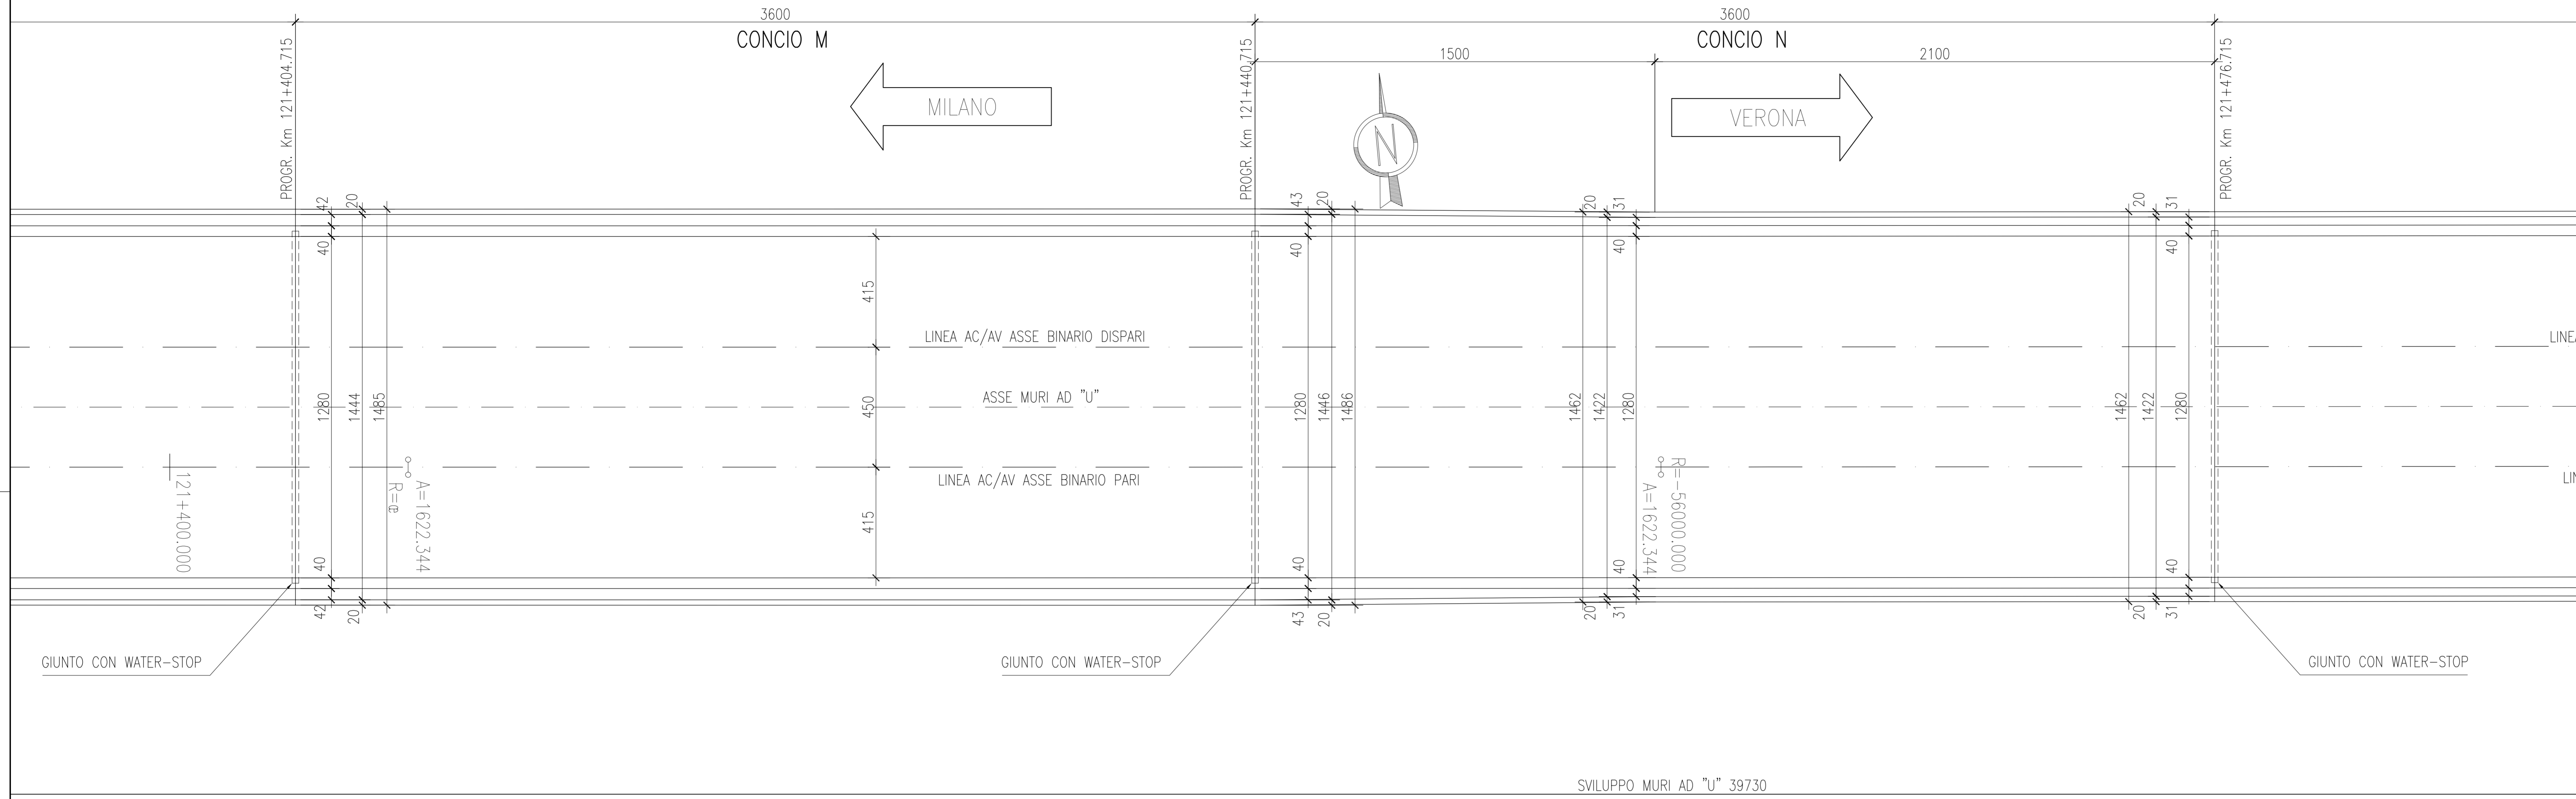 3600
3600
CONCIO M
CONCIO N
1500
2100
PROGR. Km 121+404.715
PROGR. Km 121+440.715
PROGR. Km 121+476.715
MILANO
N
VERONA
42
20
43
20
20
31
20
31
40
40
40
40
415
LINEA AC/AV ASSE BINARIO DISPARI
LINEA
1280
1444
1485
450
ASSE MURI AD "U"
1280
1446
1486
1462
1422
1280
1462
1422
1280
LINEA AC/AV ASSE BINARIO PARI
LIN
121+400.000
A=1622.344
R=∞
415
R=-56000.000
A=1622.344
40
40
40
40
42
20
43
20
20
31
20
31
GIUNTO CON WATER-STOP
GIUNTO CON WATER-STOP
GIUNTO CON WATER-STOP
SVILUPPO MURI AD "U" 39730